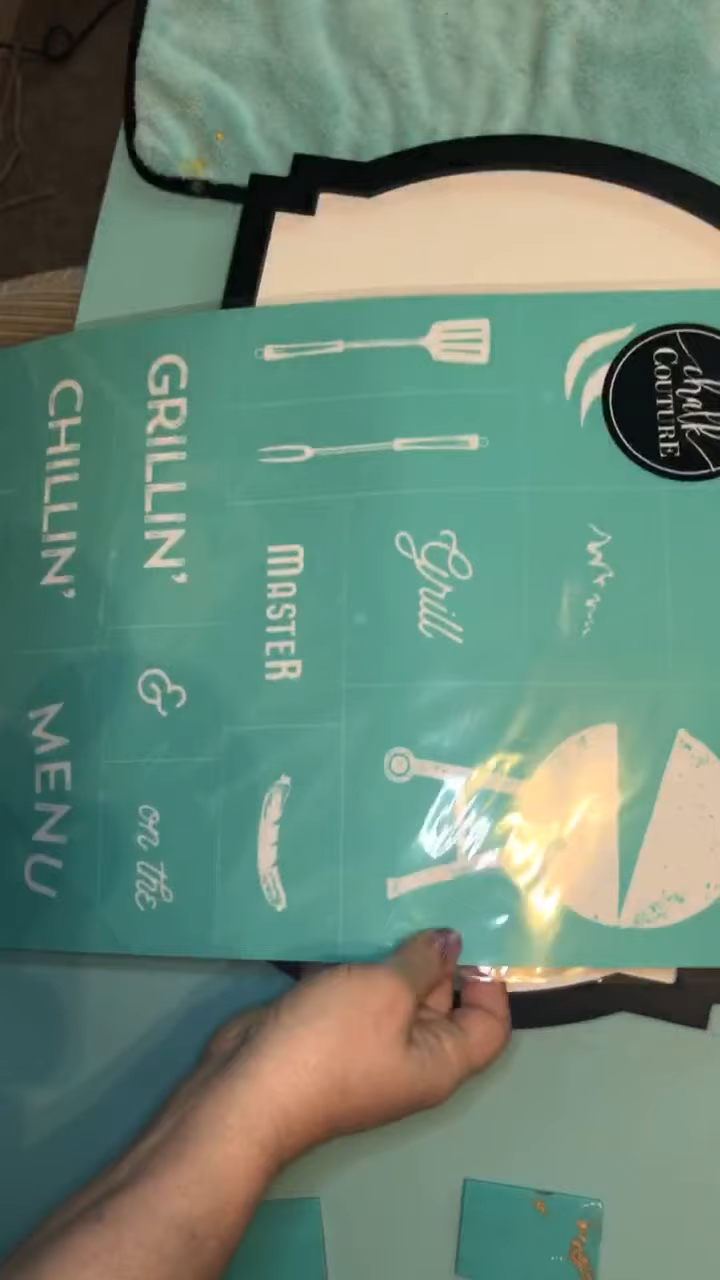 chalk
COUTURE
Grill
MASTER
GRILLIN'
&
on the
CHILLIN'
MENU